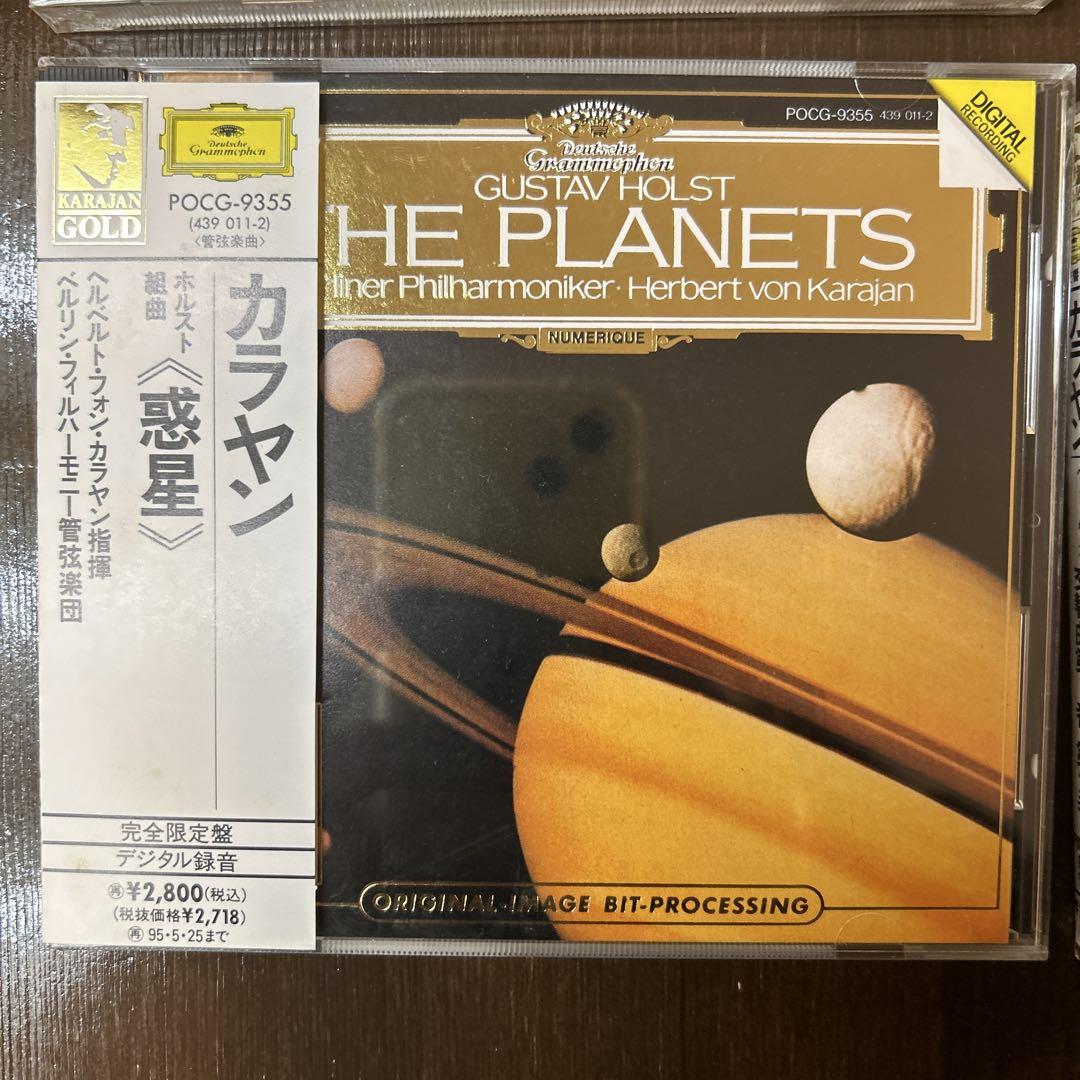 KARAJAN
GOLD
Deutsche
Grammophon
POCG-9355
(439 011-2)
〈管弦楽曲〉
カラヤン
ホルスト
組曲
《惑星》
ヘルベルト・フォン・カラヤン指揮
ベルリン・フィルハーモニー管弦楽団
完全限定盤
デジタル録音
再¥2,800(税込)
(税抜価格¥2,718)
再95・5・25まで
POCG-9355 439 011-2
DIGITAL
RECORDING
Deutsche
Grammophon
GUSTAV HOLST
HE PLANETS
liner Philharmoniker · Herbert von Karajan
NUMERIQUE
ORIGINAL-IMAGE BIT-PROCESSING